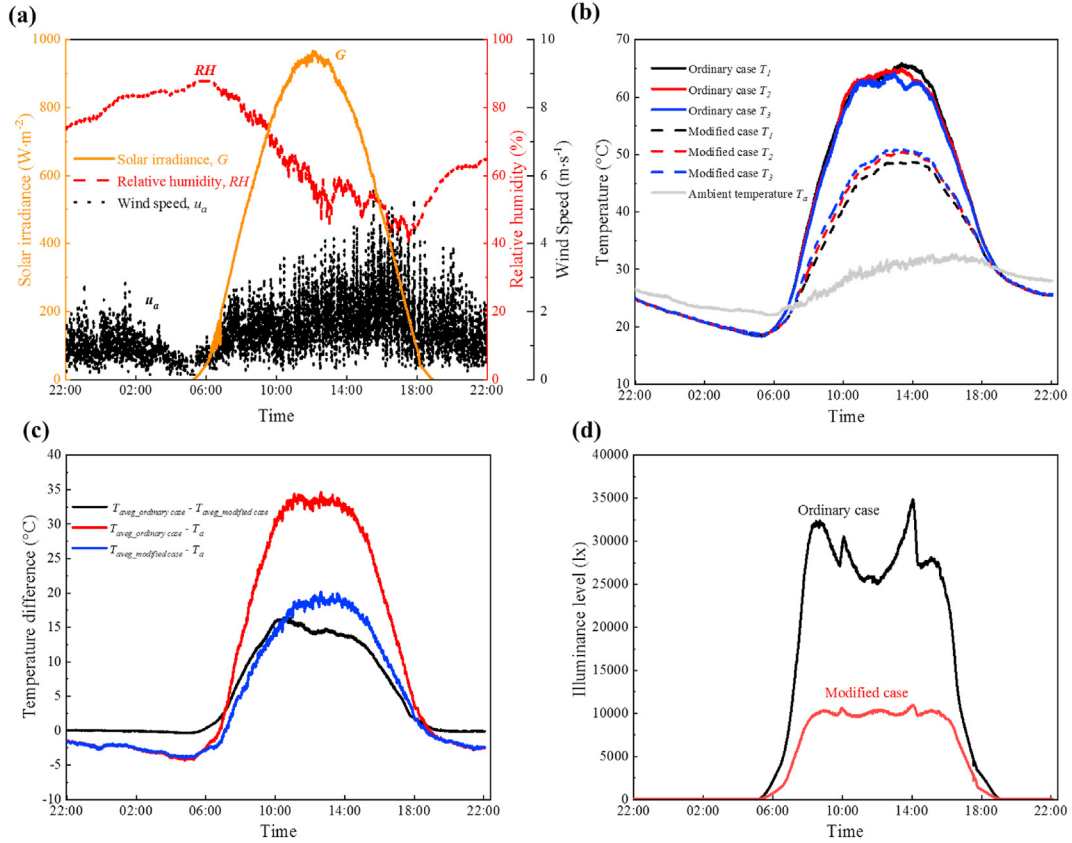 (a)
1000
800
600
400
200
0
Solar irradiance (W·m⁻²)
100
80
60
40
20
0
Relative humidity (%)
10
8
6
4
2
0
Wind Speed (m·s⁻¹)
RH
G
Solar irradiance, G
Relative humidity, RH
Wind speed, uₐ
uₐ
22:00 02:00 06:00 10:00 14:00 18:00 22:00
Time
(b)
70
60
50
40
30
20
10
Temperature (°C)
Ordinary case T₁
Ordinary case T₂
Ordinary case T₃
Modified case T₁
Modified case T₂
Modified case T₃
Ambient temperature Tₐ
22:00 02:00 06:00 10:00 14:00 18:00 22:00
Time
(c)
40
35
30
25
20
15
10
5
0
-5
-10
Temperature difference (°C)
T_aveg_ordinary case - T_aveg_modified case
T_aveg_ordinary case - Tₐ
T_aveg_modified case - Tₐ
22:00 02:00 06:00 10:00 14:00 18:00 22:00
Time
(d)
40000
35000
30000
25000
20000
15000
10000
5000
0
Illuminance level (lx)
Ordinary case
Modified case
22:00 02:00 06:00 10:00 14:00 18:00 22:00
Time